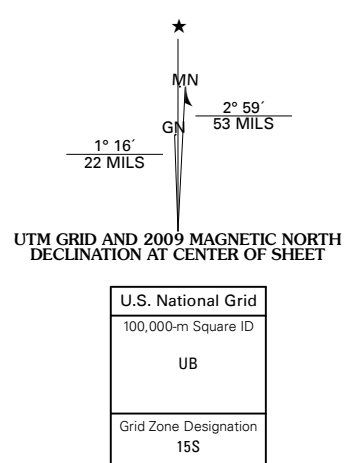 ★
MN
2° 59´
53 MILS
GN
1° 16´
22 MILS
UTM GRID AND 2009 MAGNETIC NORTH
DECLINATION AT CENTER OF SHEET
U.S. National Grid
100,000-m Square ID
UB
Grid Zone Designation
15S